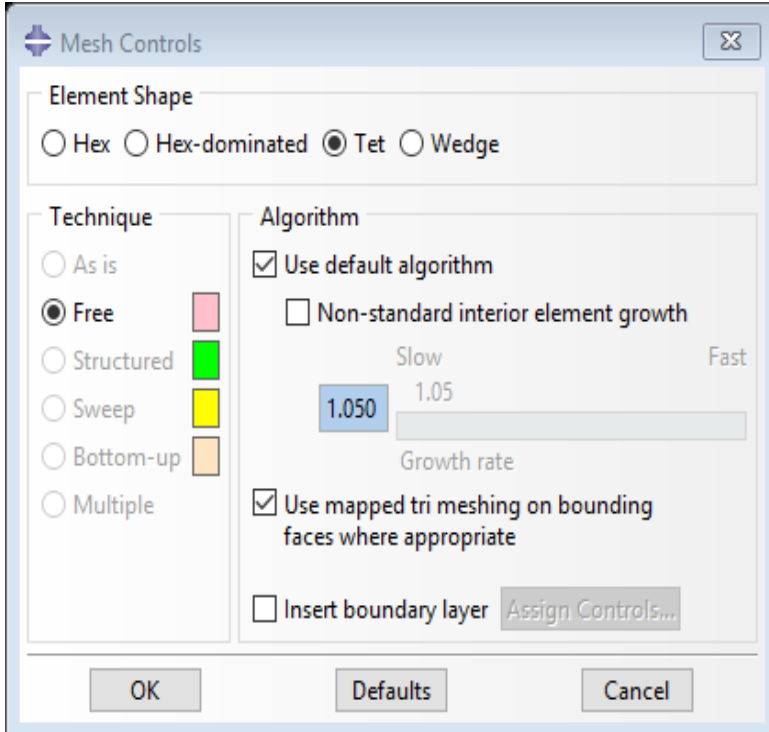 Mesh Controls
Element Shape
Hex Hex-dominated Tet Wedge
Technique
As is
Free
Structured
Sweep
Bottom-up
Multiple
Algorithm
Use default algorithm
Non-standard interior element growth
Slow Fast
1.05
1.050
Growth rate
Use mapped tri meshing on bounding
faces where appropriate
Insert boundary layer Assign Controls...
OK Defaults Cancel